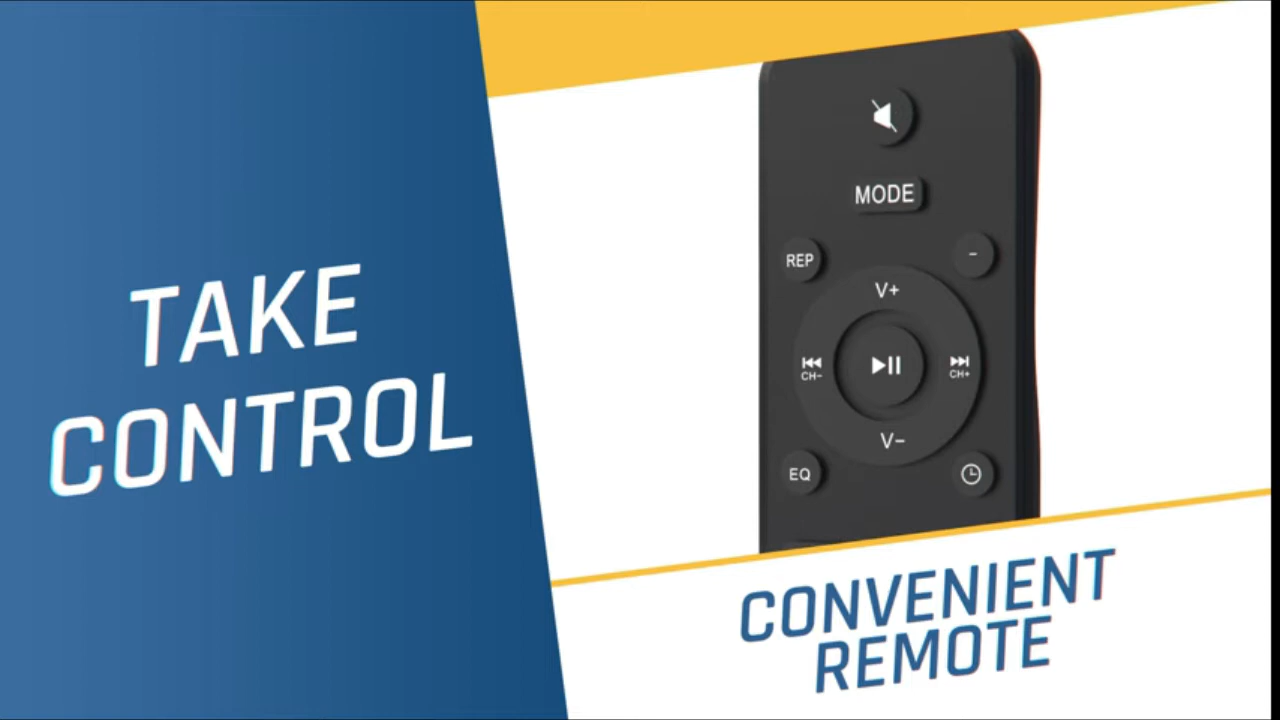 TAKE
CONTROL
MODE
REP
-
V+
CH-
CH+
V-
EQ
CONVENIENT
REMOTE